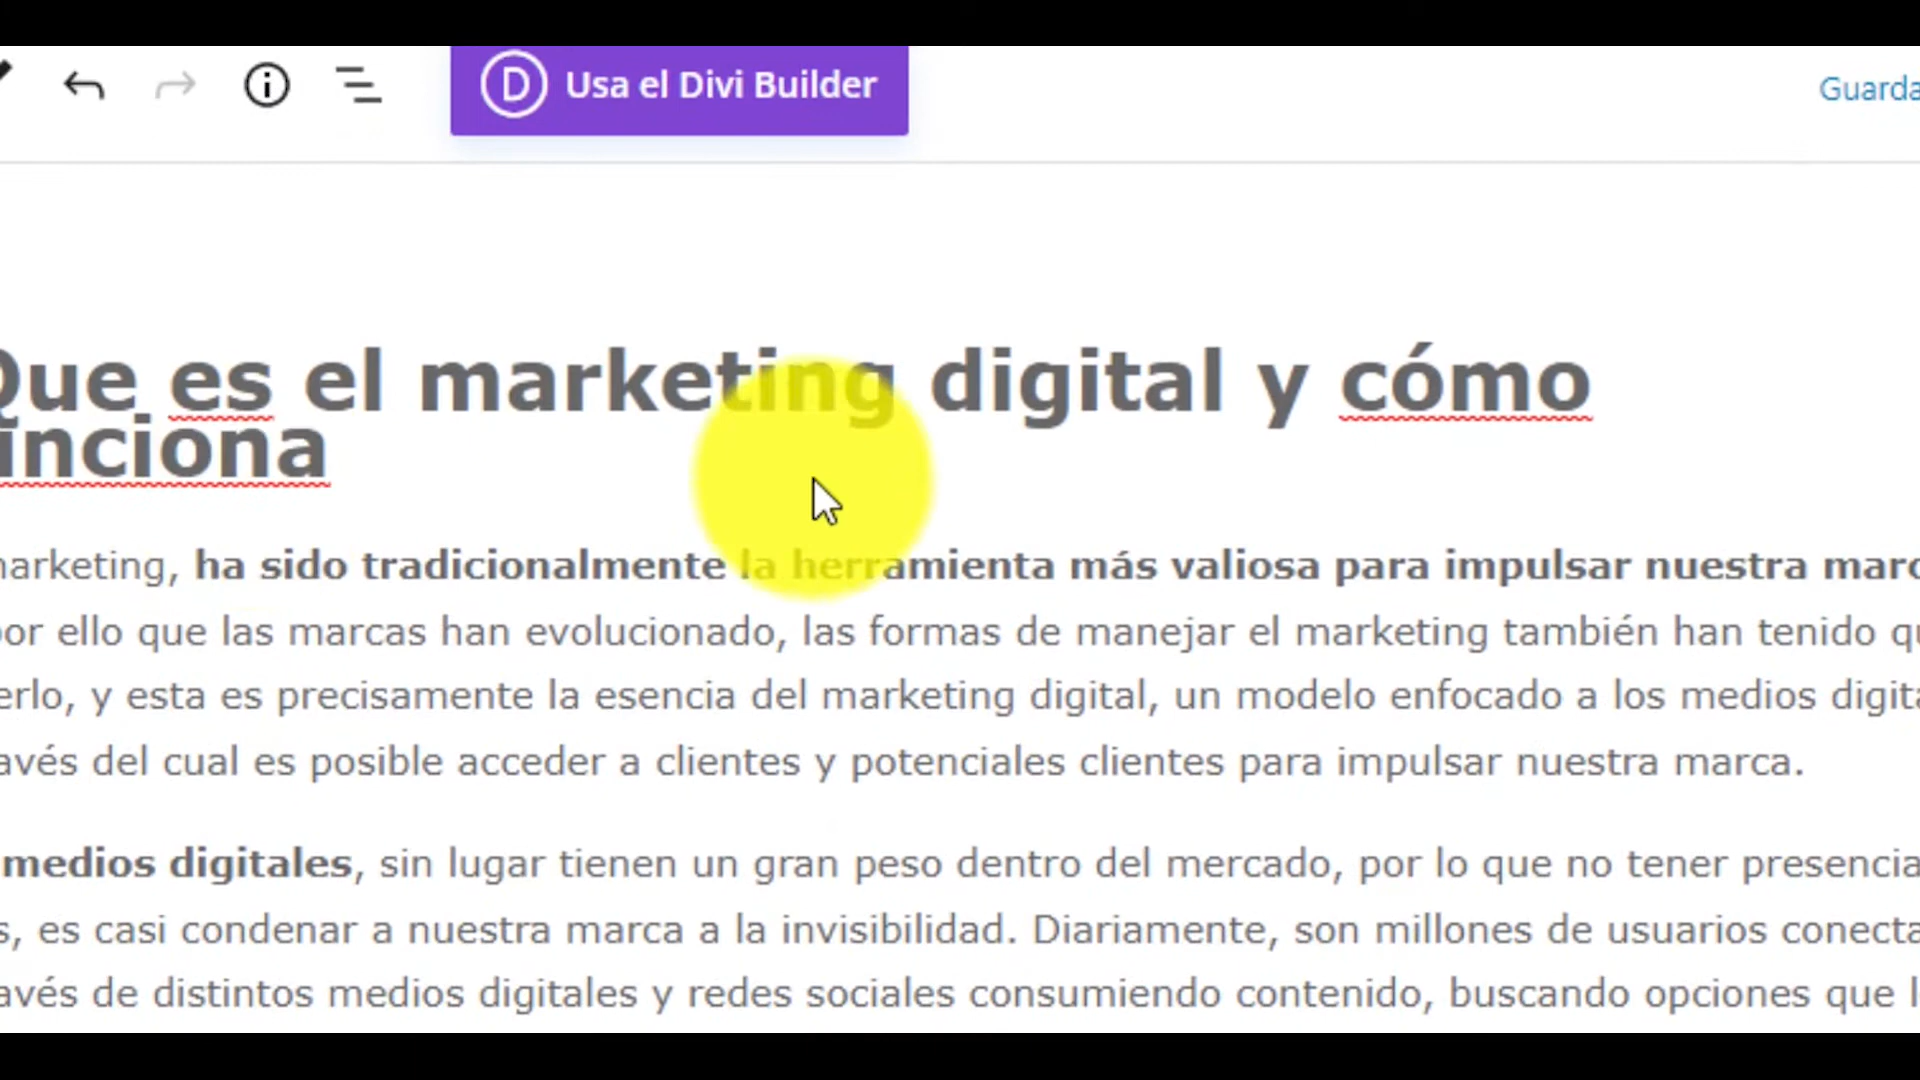 D Usa el Divi Builder
Guarda
Que es el marketing digital y cómo
inciona
marketing, ha sido tradicionalmente la herramienta más valiosa para impulsar nuestra marc
por ello que las marcas han evolucionado, las formas de manejar el marketing también han tenido qu
erlo, y esta es precisamente la esencia del marketing digital, un modelo enfocado a los medios digita
avés del cual es posible acceder a clientes y potenciales clientes para impulsar nuestra marca.
medios digitales, sin lugar tienen un gran peso dentro del mercado, por lo que no tener presencia
s, es casi condenar a nuestra marca a la invisibilidad. Diariamente, son millones de usuarios conecta
avés de distintos medios digitales y redes sociales consumiendo contenido, buscando opciones que l